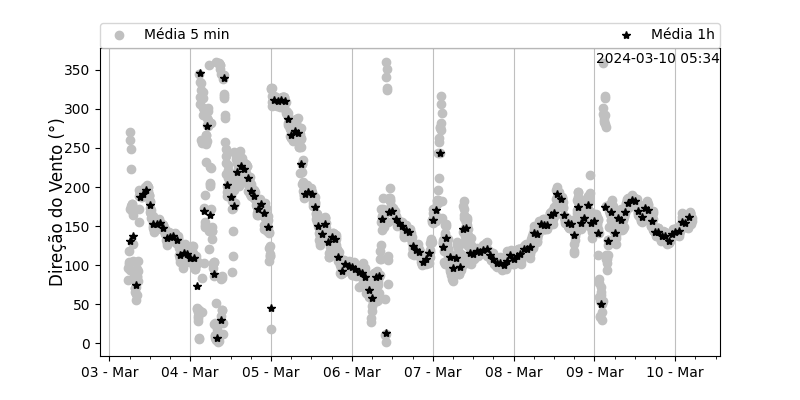 Média 5 min
Média 1h
2024-03-10 05:34
Direção do Vento (°)
350
300
250
200
150
100
50
0
03 - Mar
04 - Mar
05 - Mar
06 - Mar
07 - Mar
08 - Mar
09 - Mar
10 - Mar